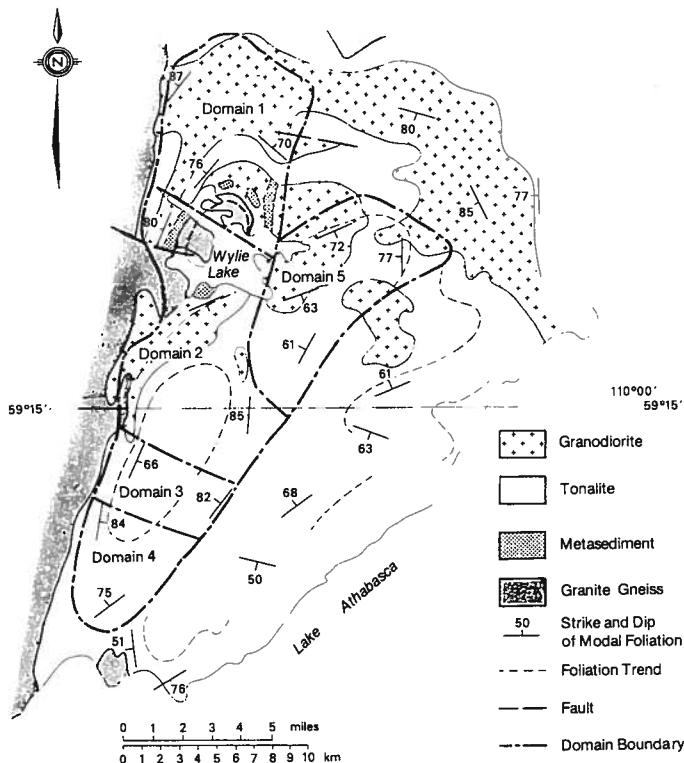 N
87
Domain 1
80
70
76
77
85
80
72
Wylie
Lake
Domain 5
77
63
Domain 2
61
61
59°15'
85
110°00'
59°15'
66
63
Granodiorite
Domain 3
82
68
Tonalite
84
Domain 4
50
Metasediment
75
Lake Athabasca
Granite Gneiss
51
50
Strike and Dip
of Modal Foliation
76
Foliation Trend
0 1 2 3 4 5 miles
Fault
0 1 2 3 4 5 6 7 8 9 10 km
Domain Boundary